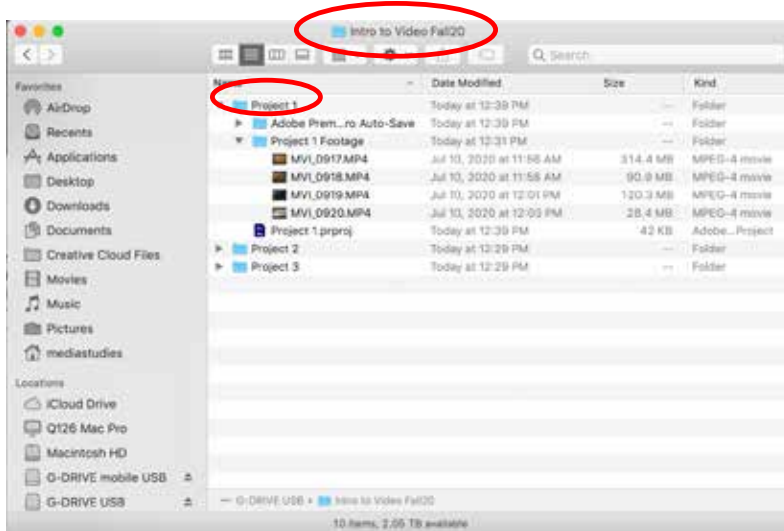 Intro to Video Fall20
Search
Favorites
AirDrop
Recents
Applications
Desktop
Downloads
Documents
Creative Cloud Files
Movies
Music
Pictures
mediastudies
Locations
iCloud Drive
Q126 Mac Pro
Macintosh HD
G-DRIVE mobile USB
G-DRIVE USB
Name Date Modified Size Kind
Project 1 Today at 12:39 PM -- Folder
Adobe Prem...ro Auto-Save Today at 12:39 PM -- Folder
Project 1 Footage Today at 12:31 PM -- Folder
MVI_0917.MP4 Jul 10, 2020 at 11:56 AM 314.4 MB MPEG-4 movie
MVI_0918.MP4 Jul 10, 2020 at 11:58 AM 90.9 MB MPEG-4 movie
MVI_0919.MP4 Jul 10, 2020 at 12:01 PM 120.3 MB MPEG-4 movie
MVI_0920.MP4 Jul 10, 2020 at 12:03 PM 28.4 MB MPEG-4 movie
Project 1.prproj Today at 12:39 PM 42 KB Adobe...Project
Project 2 Today at 12:29 PM -- Folder
Project 3 Today at 12:29 PM -- Folder
G-DRIVE USB Intro to Video Fall20
10 items, 2.05 TB available